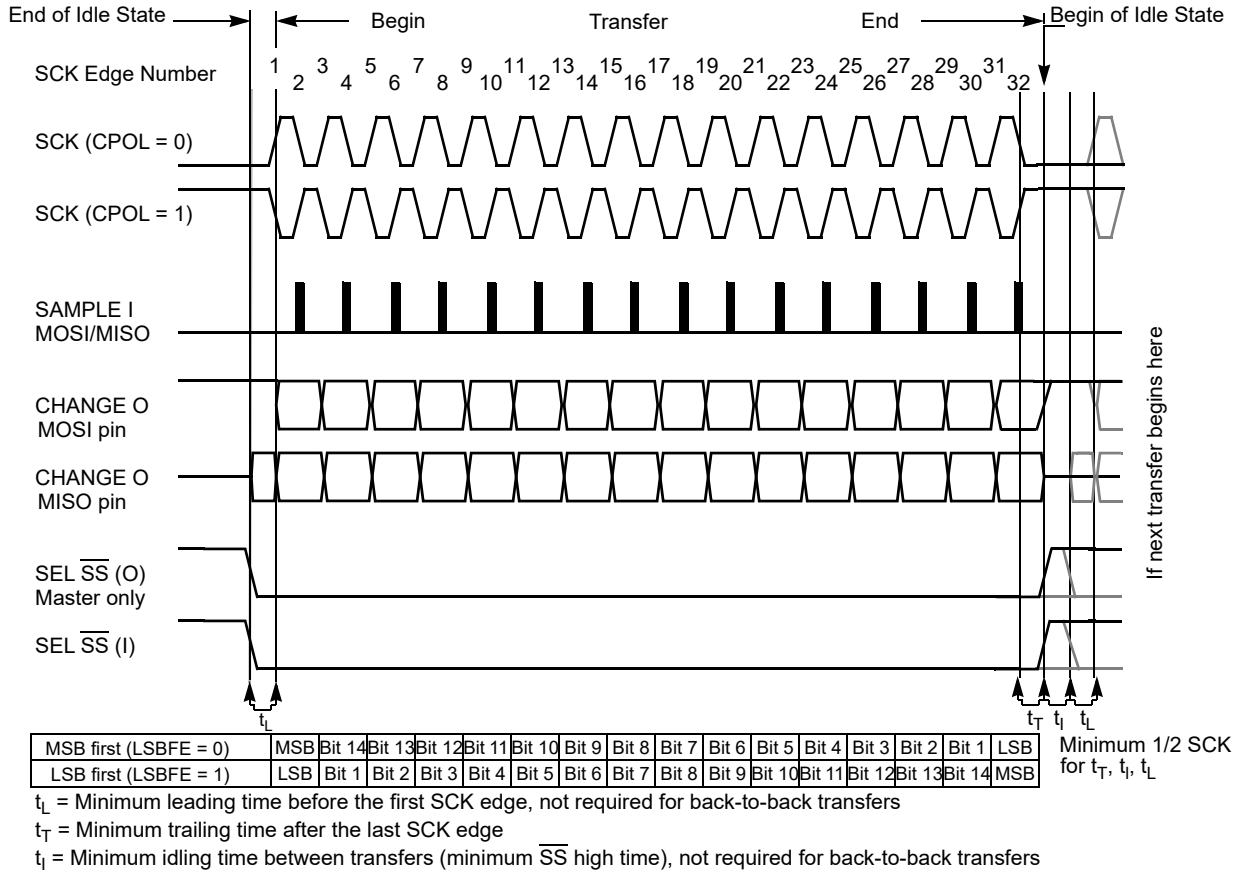 End of Idle State
Begin
Transfer
End
Begin of Idle State
SCK Edge Number
1 3 5 7 9 11 13 15 17 19 21 23 25 27 29 31
2 4 6 8 10 12 14 16 18 20 22 24 26 28 30 32
SCK (CPOL = 0)
SCK (CPOL = 1)
SAMPLE I
MOSI/MISO
CHANGE O
MOSI pin
CHANGE O
MISO pin
SEL SS (O)
Master only
SEL SS (I)
If next transfer begins here
tL
tT tI tL
MSB first (LSBFE = 0) MSB Bit 14 Bit 13 Bit 12 Bit 11 Bit 10 Bit 9 Bit 8 Bit 7 Bit 6 Bit 5 Bit 4 Bit 3 Bit 2 Bit 1 LSB
LSB first (LSBFE = 1) LSB Bit 1 Bit 2 Bit 3 Bit 4 Bit 5 Bit 6 Bit 7 Bit 8 Bit 9 Bit 10 Bit 11 Bit 12 Bit 13 Bit 14 MSB
Minimum 1/2 SCK
for tT, tI, tL
tL = Minimum leading time before the first SCK edge, not required for back-to-back transfers
tT = Minimum trailing time after the last SCK edge
tI = Minimum idling time between transfers (minimum SS high time), not required for back-to-back transfers